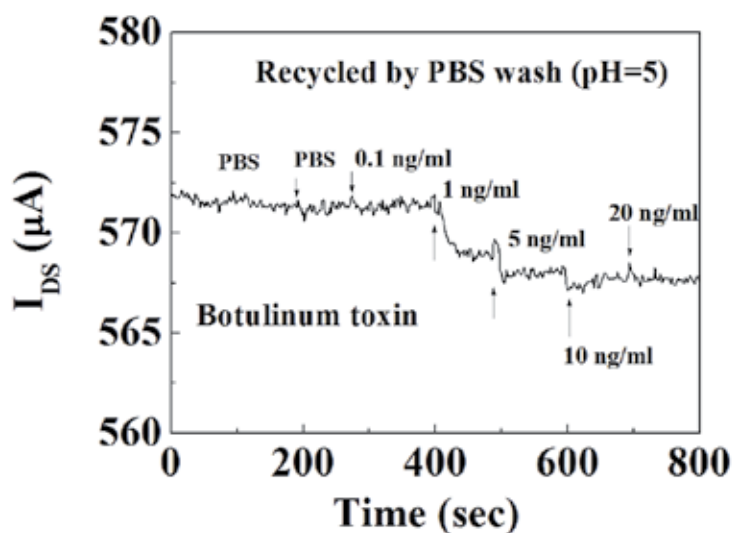 580
575
570
565
560
I_DS (μA)
Recycled by PBS wash (pH=5)
PBS
PBS
0.1 ng/ml
1 ng/ml
5 ng/ml
20 ng/ml
10 ng/ml
Botulinum toxin
0
200
400
600
800
Time (sec)